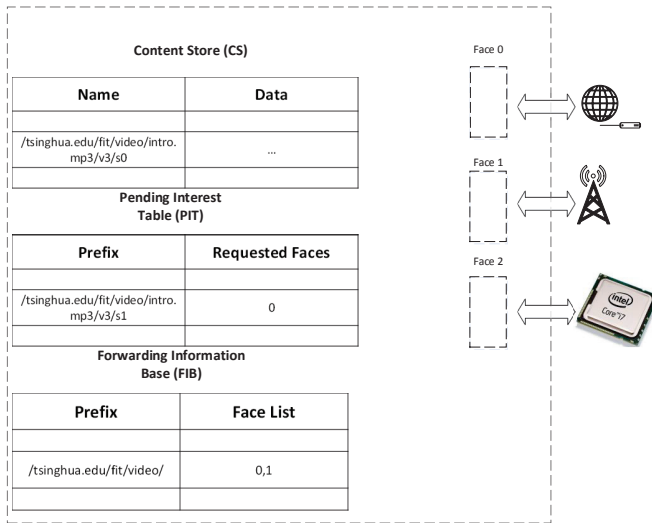 Content Store (CS)
Name Data
/tsinghua.edu/fit/video/intro.
mp3/v3/s0 ...
Pending Interest
Table (PIT)
Prefix Requested Faces
/tsinghua.edu/fit/video/intro.
mp3/v3/s1 0
Forwarding Information
Base (FIB)
Prefix Face List
/tsinghua.edu/fit/video/ 0,1
Face 0
Face 1
Face 2
(intel)
Core™i7